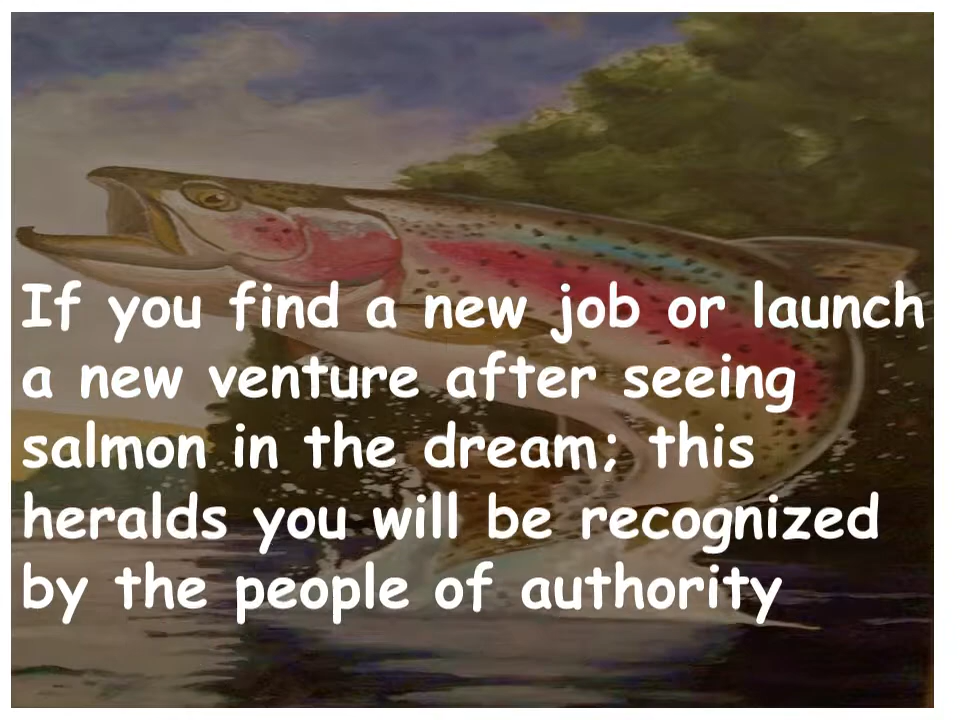 If you find a new job or launch
a new venture after seeing
salmon in the dream; this
heralds you will be recognized
by the people of authority